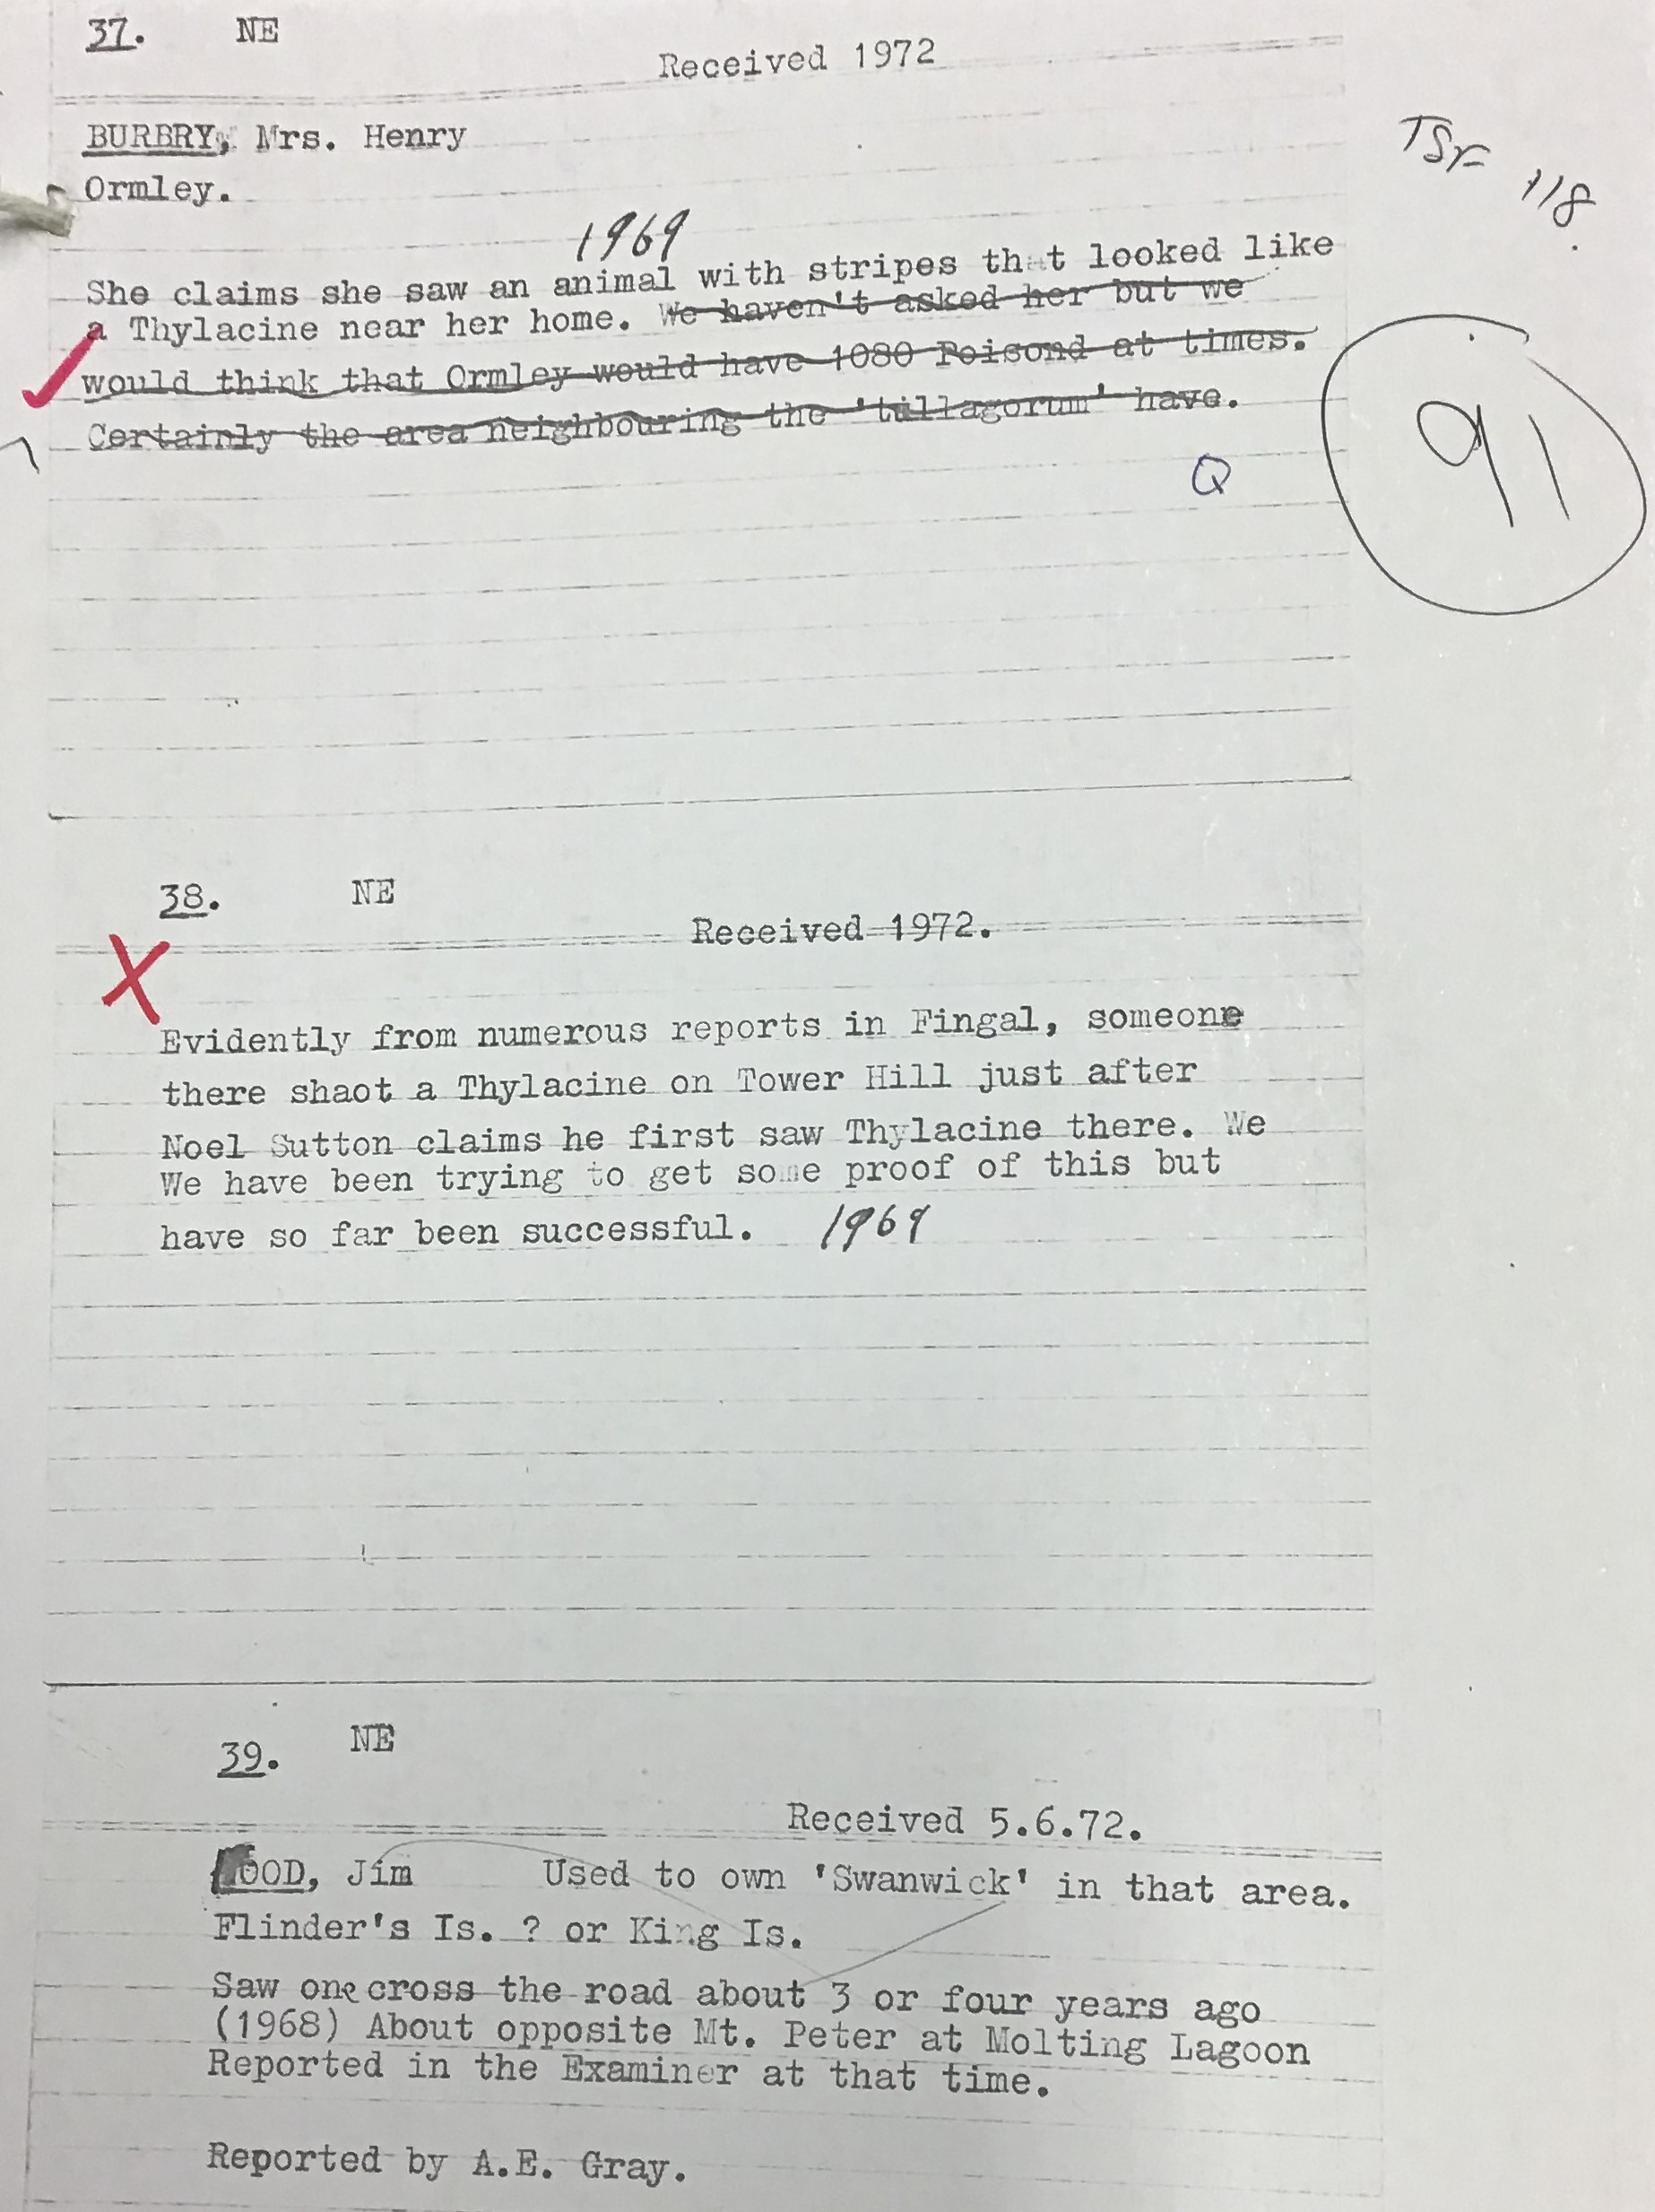 37. NE
Received 1972
BURBRY, Mrs. Henry
Ormley.
TSF 118.
1969
She claims she saw an animal with stripes that looked like
a Thylacine near her home. We haven't asked her but we
would think that Ormley would have 1080 Poisond at times.
Certainly the area neighbouring the 'tullagorum' have.
Q
91
38. NE
Received 1972.
X
Evidently from numerous reports in Fingal, someone
there shaot a Thylacine on Tower Hill just after
Noel Sutton claims he first saw Thylacine there. We
We have been trying to get some proof of this but
have so far been successful. 1969
39. NE
Received 5.6.72.
OOD, Jim Used to own 'Swanwick' in that area.
Flinder's Is. ? or King Is.
Saw one cross the road about 3 or four years ago
(1968) About opposite Mt. Peter at Molting Lagoon
Reported in the Examiner at that time.
Reported by A.E. Gray.